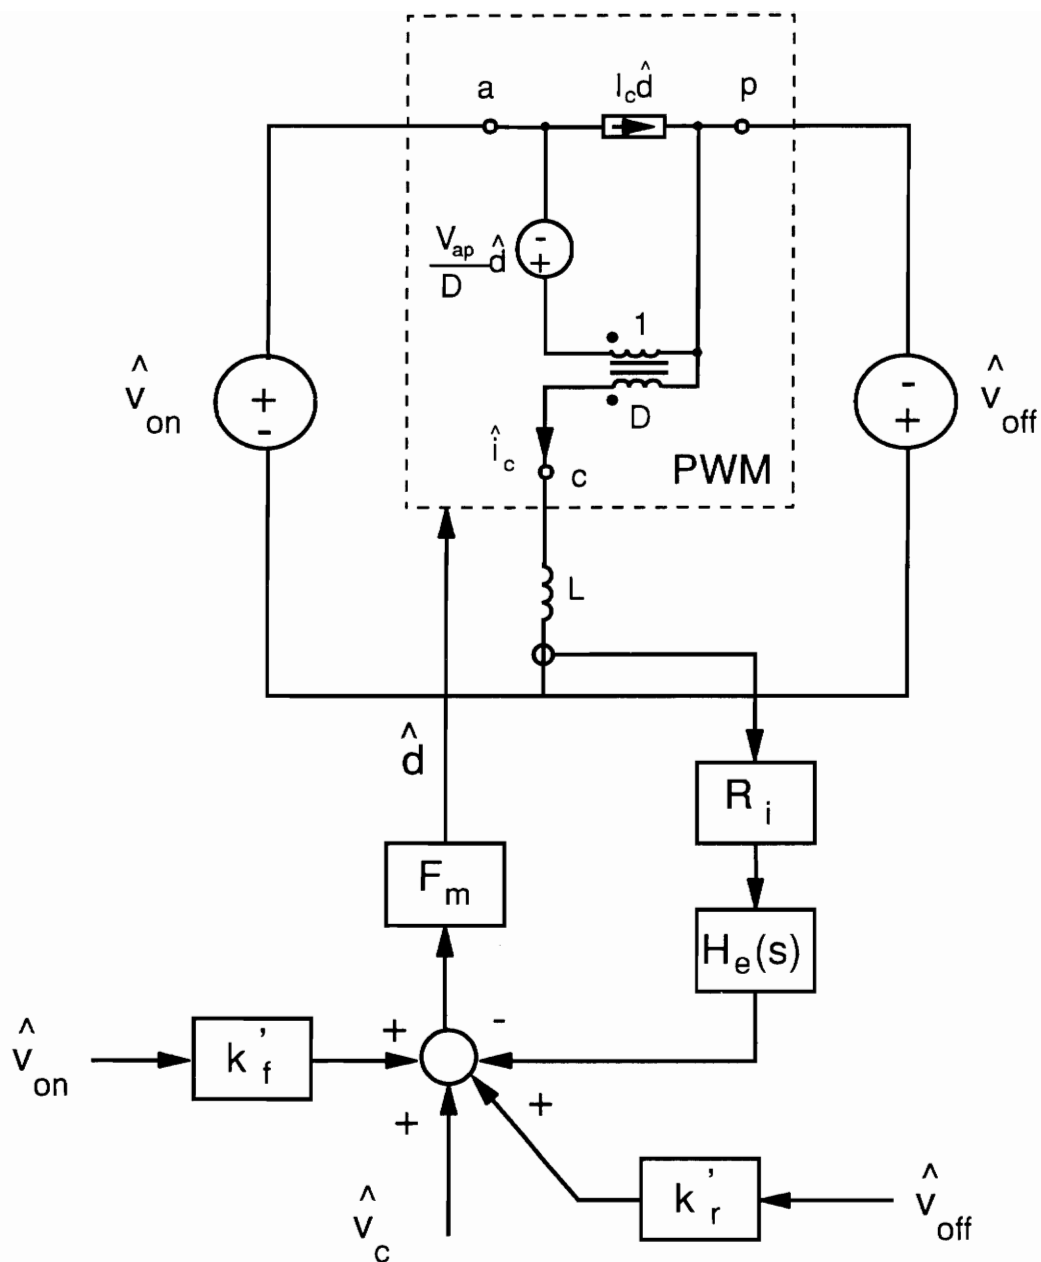 a
I_c d̂
p
V_ap
―――
D
d̂
-
+
1
D
v̂_on
+
-
-
+
v̂_off
î_c
c
PWM
L
d̂
R_i
F_m
H_e(s)
v̂_on
k'_f
+
-
+
+
v̂_c
k'_r
v̂_off